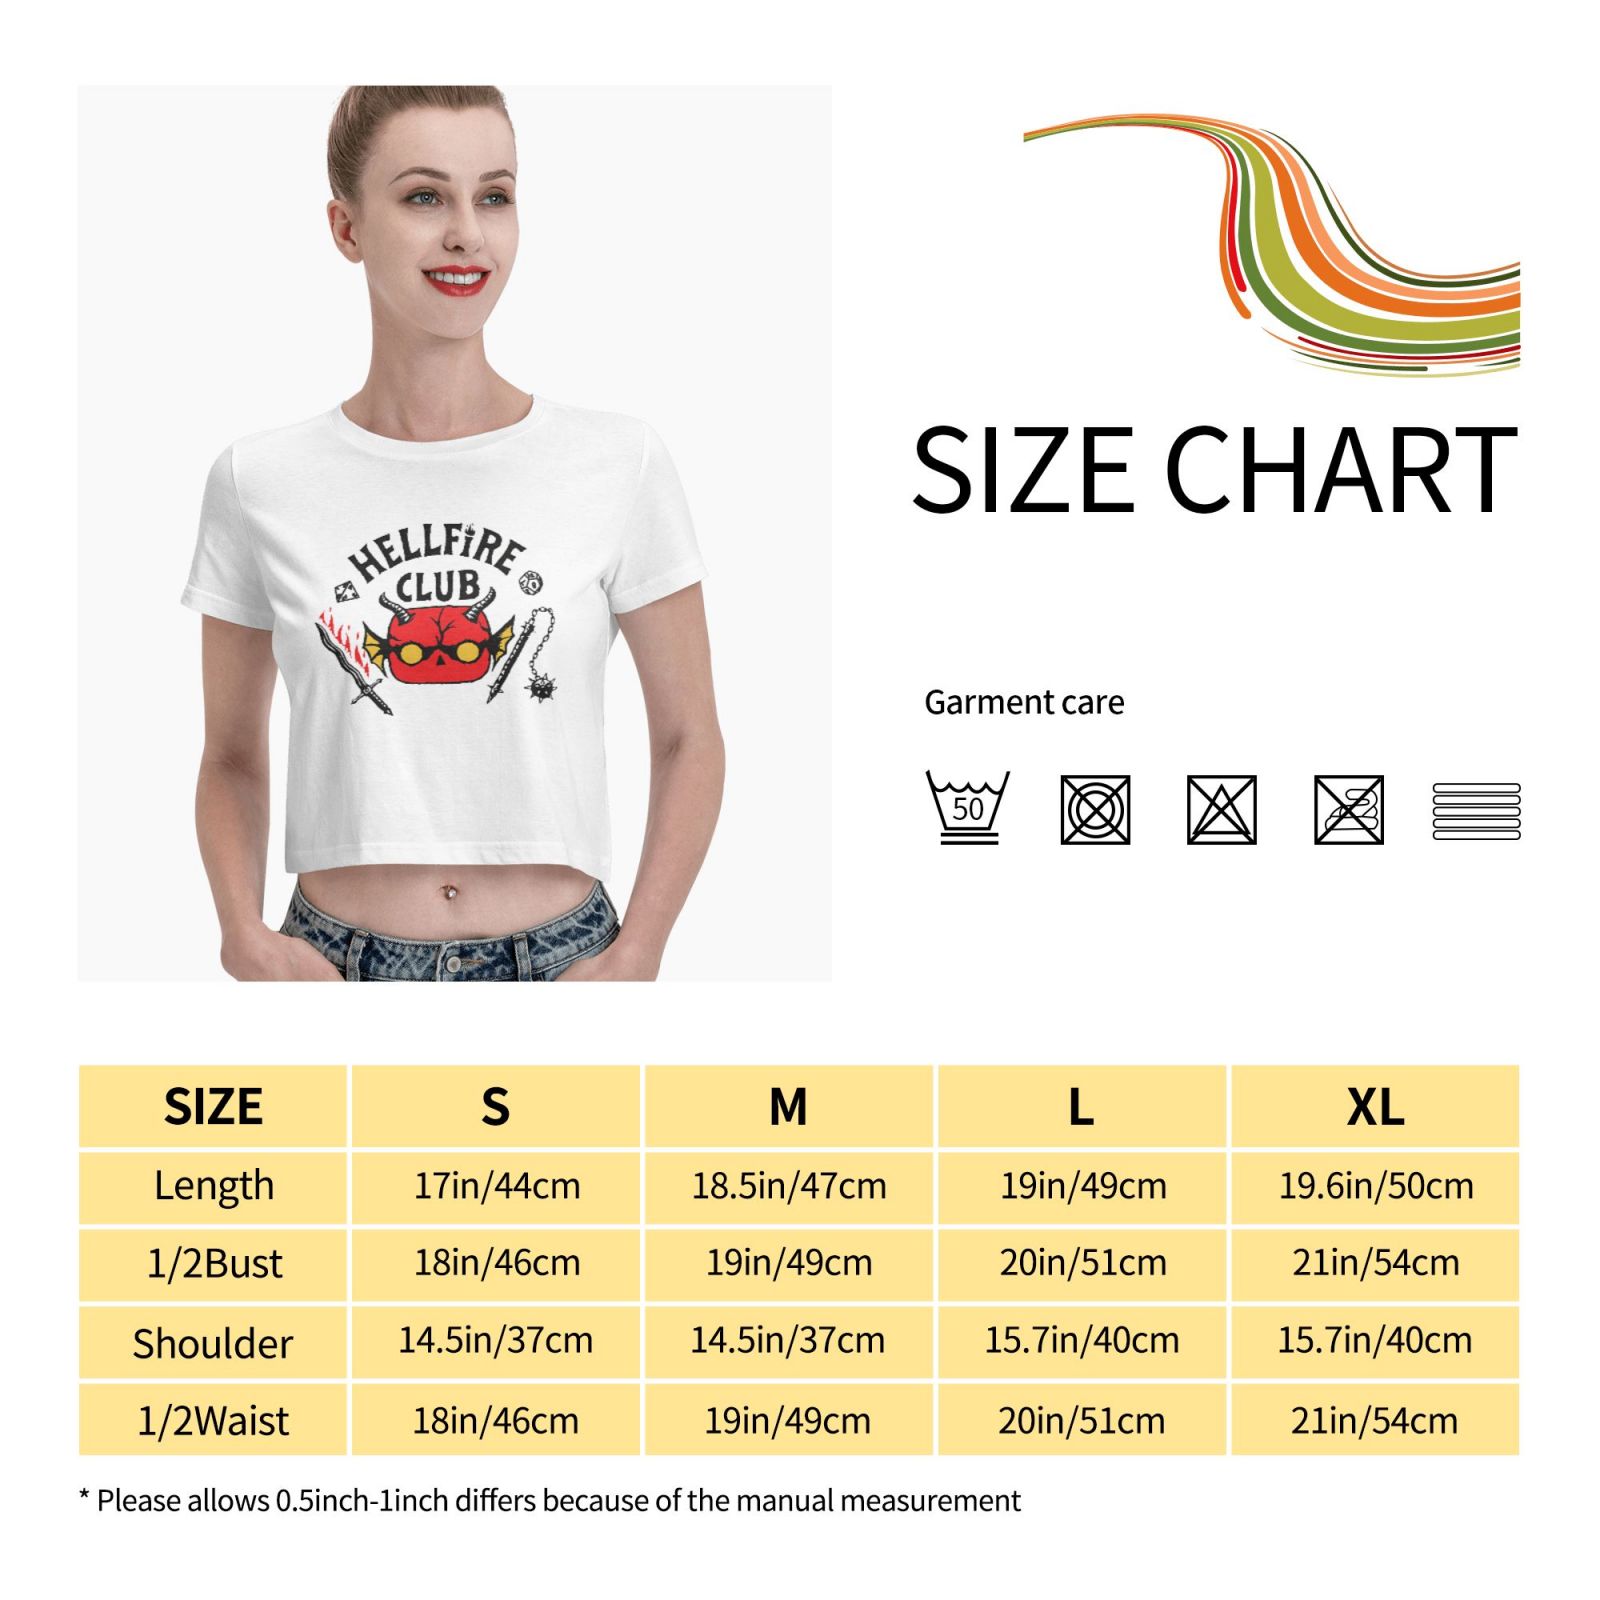 HELLFiRE
CLUB
SIZE CHART
Garment care
50
SIZE S M L XL
Length 17in/44cm 18.5in/47cm 19in/49cm 19.6in/50cm
1/2Bust 18in/46cm 19in/49cm 20in/51cm 21in/54cm
Shoulder 14.5in/37cm 14.5in/37cm 15.7in/40cm 15.7in/40cm
1/2Waist 18in/46cm 19in/49cm 20in/51cm 21in/54cm
* Please allows 0.5inch-1inch differs because of the manual measurement